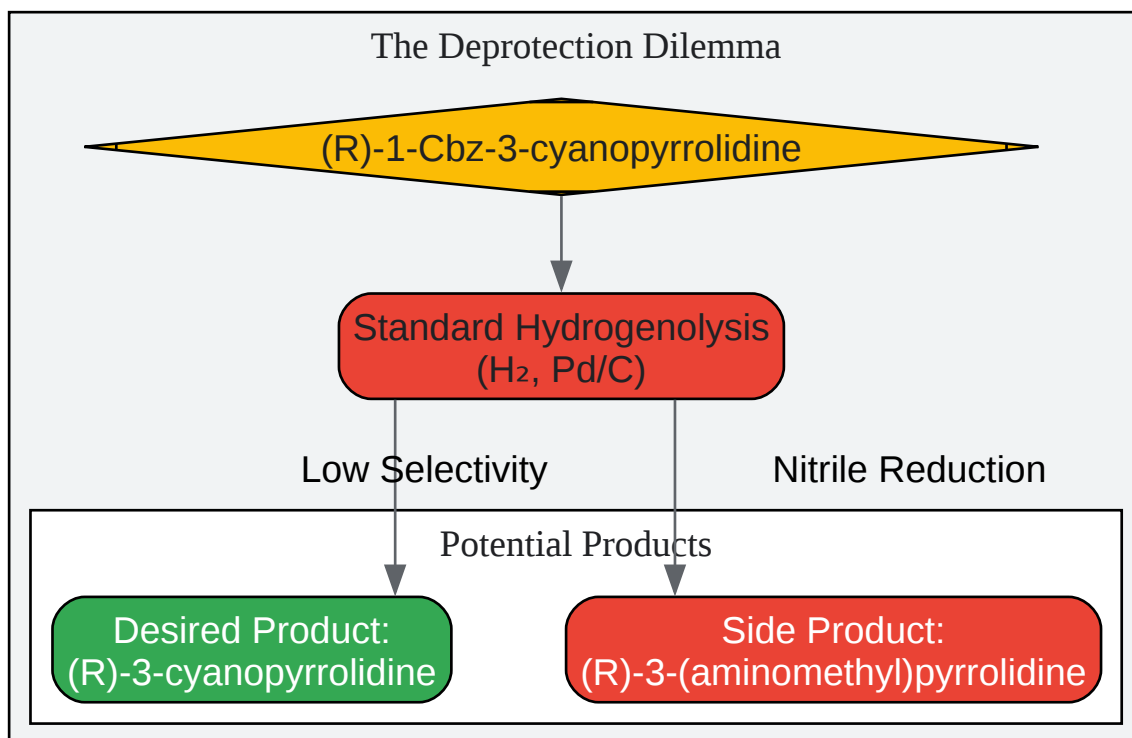 The Deprotection Dilemma
(R)-1-Cbz-3-cyanopyrrolidine
Standard Hydrogenolysis
(H₂, Pd/C)
Low Selectivity
Nitrile Reduction
Potential Products
Desired Product:
(R)-3-cyanopyrrolidine
Side Product:
(R)-3-(aminomethyl)pyrrolidine